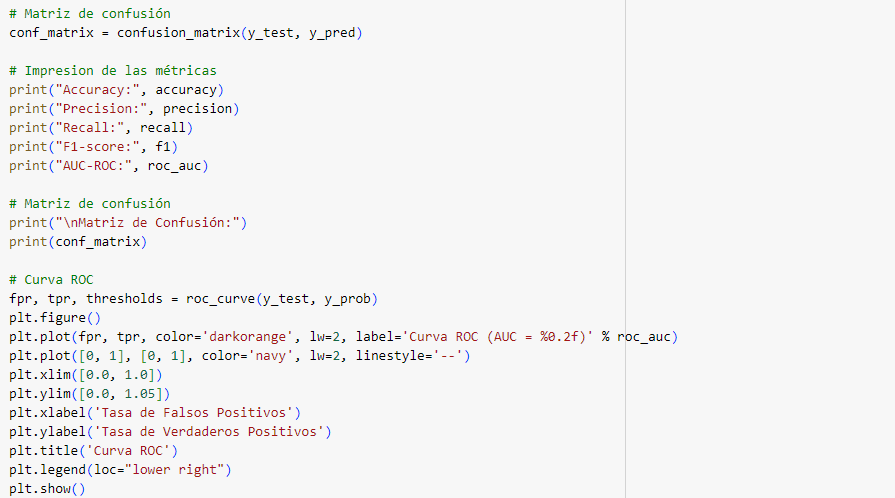 # Matriz de confusión
conf_matrix = confusion_matrix(y_test, y_pred)
# Impresion de las métricas
print("Accuracy:", accuracy)
print("Precision:", precision)
print("Recall:", recall)
print("F1-score:", f1)
print("AUC-ROC:", roc_auc)
# Matriz de confusión
print("\nMatriz de Confusión:")
print(conf_matrix)
# Curva ROC
fpr, tpr, thresholds = roc_curve(y_test, y_prob)
plt.figure()
plt.plot(fpr, tpr, color='darkorange', lw=2, label='Curva ROC (AUC = %0.2f)' % roc_auc)
plt.plot([0, 1], [0, 1], color='navy', lw=2, linestyle='--')
plt.xlim([0.0, 1.0])
plt.ylim([0.0, 1.05])
plt.xlabel('Tasa de Falsos Positivos')
plt.ylabel('Tasa de Verdaderos Positivos')
plt.title('Curva ROC')
plt.legend(loc="lower right")
plt.show()